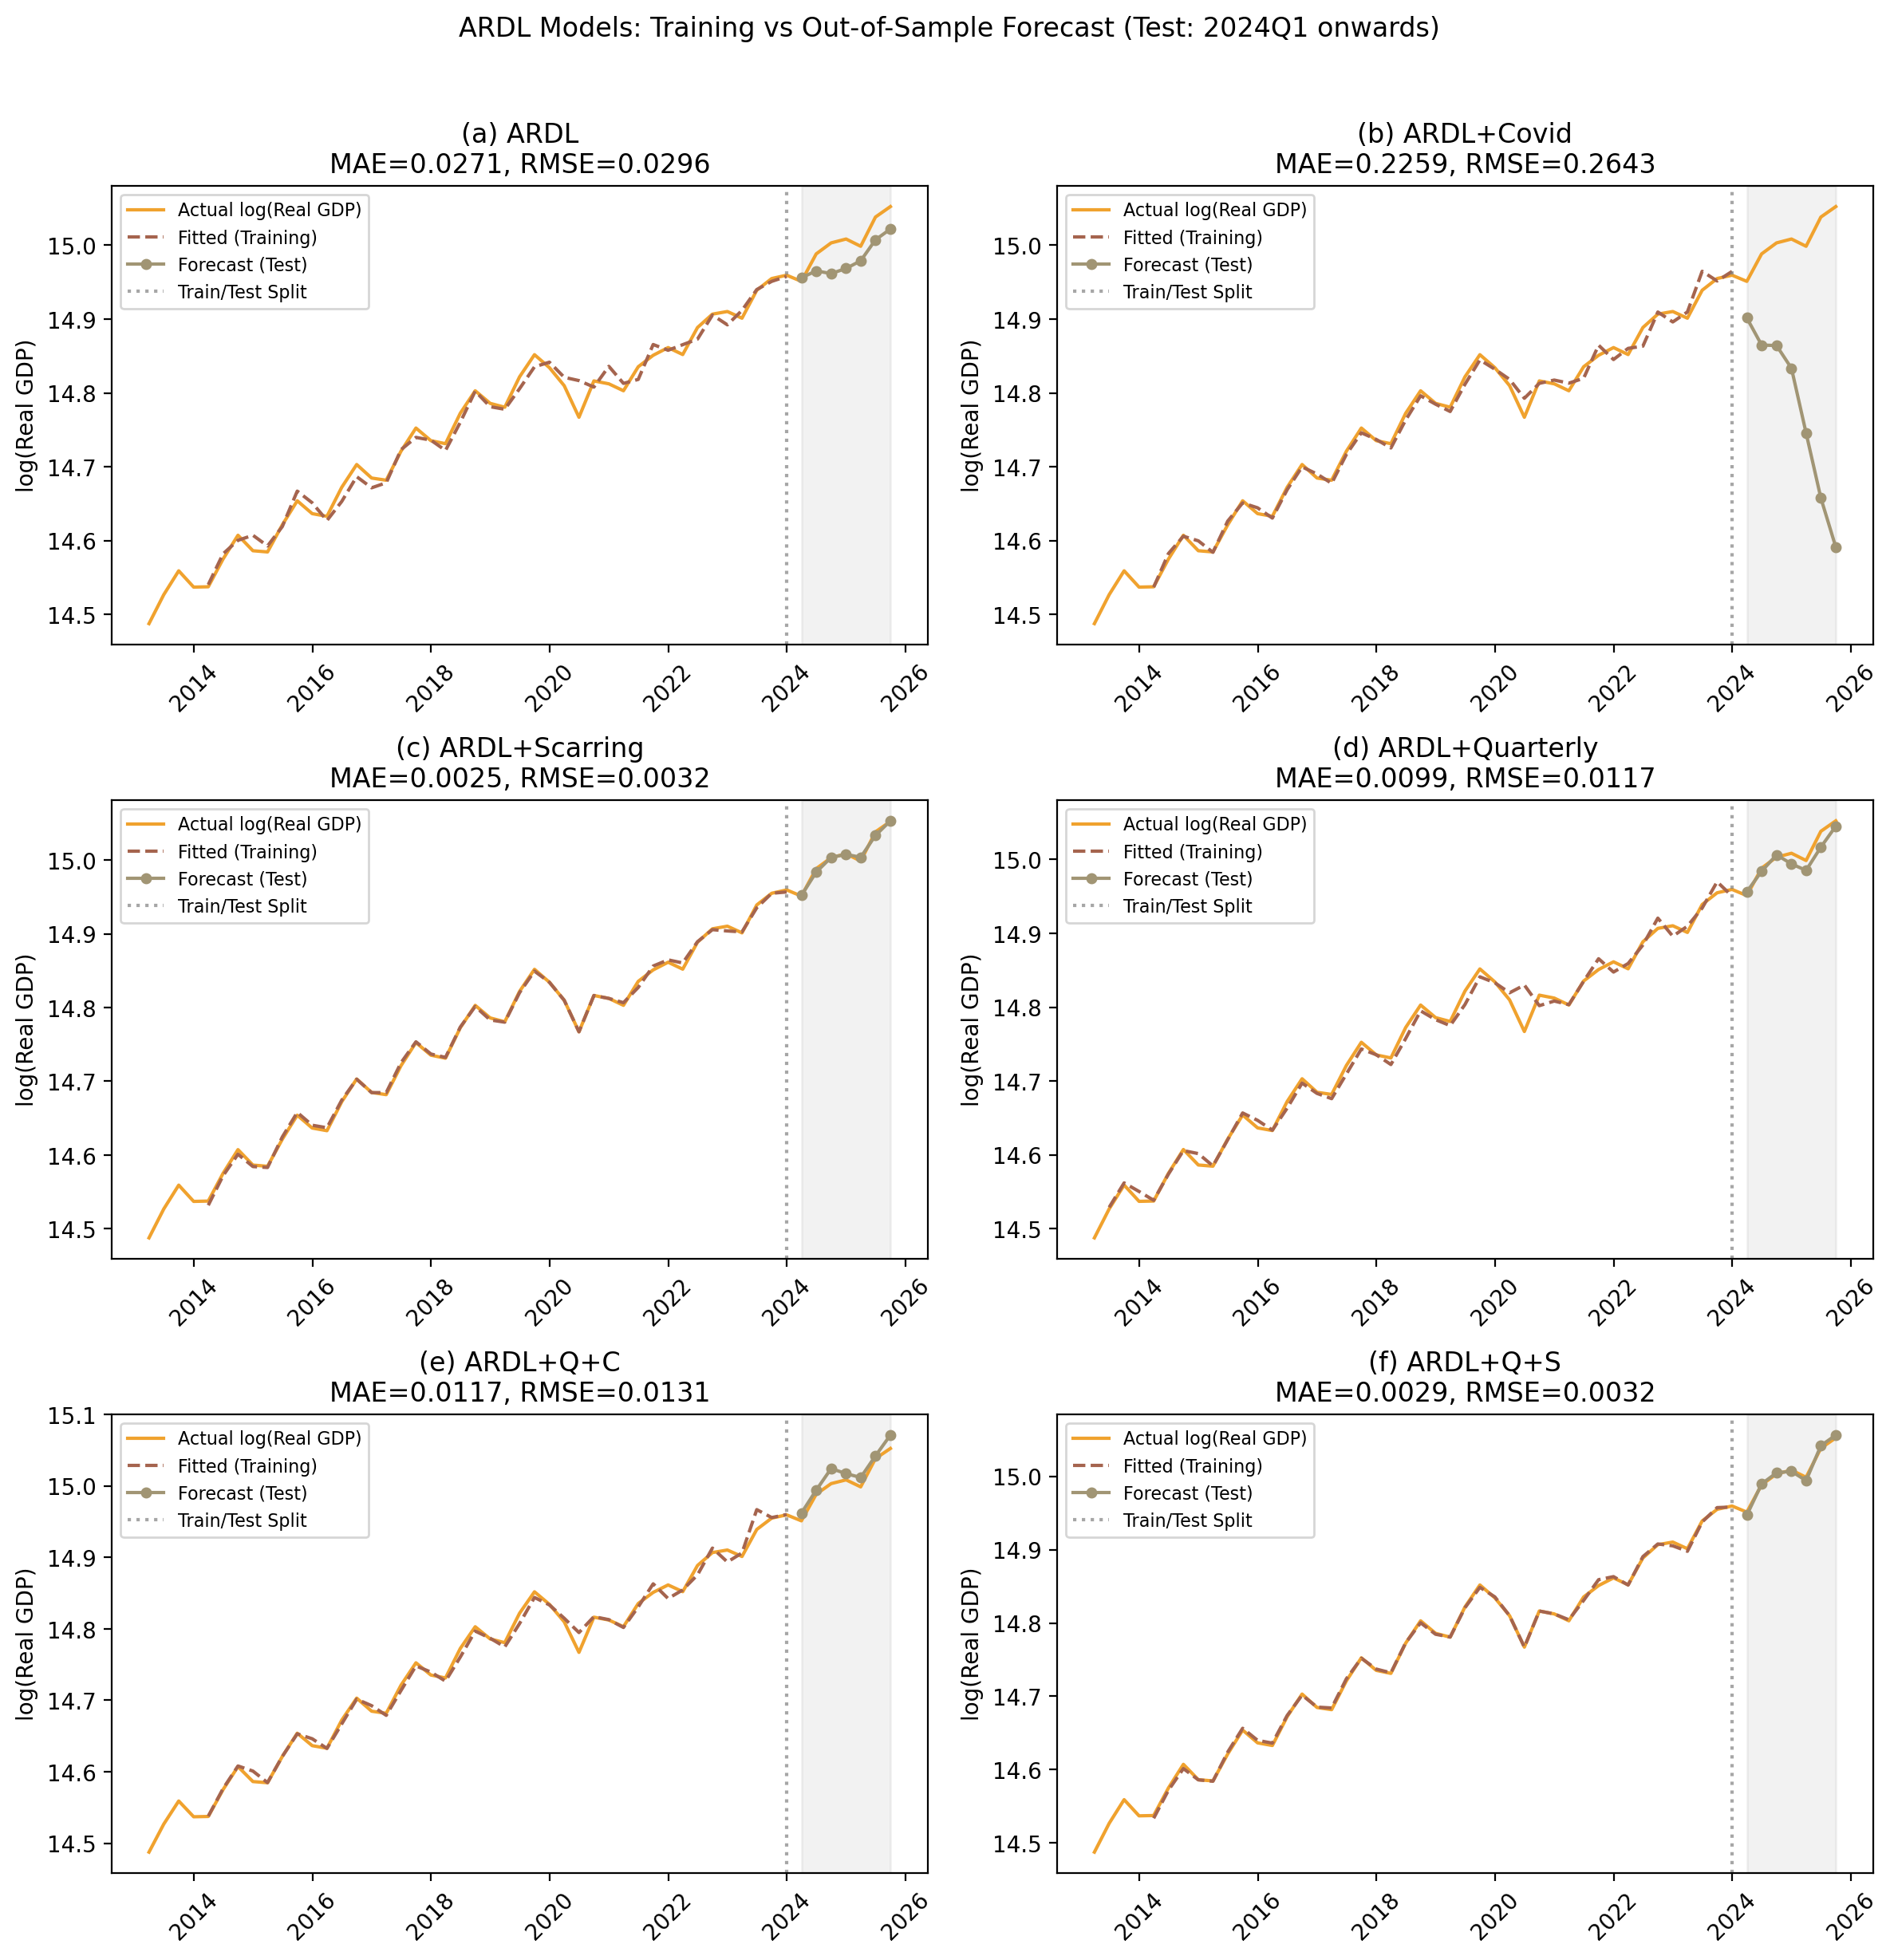 ARDL Models: Training vs Out-of-Sample Forecast (Test: 2024Q1 onwards)
(a) ARDL
MAE=0.0271, RMSE=0.0296
Actual log(Real GDP)
Fitted (Training)
Forecast (Test)
Train/Test Split
log(Real GDP)
15.0
14.9
14.8
14.7
14.6
14.5
2014
2016
2018
2020
2022
2024
2026
(b) ARDL+Covid
MAE=0.2259, RMSE=0.2643
Actual log(Real GDP)
Fitted (Training)
Forecast (Test)
Train/Test Split
log(Real GDP)
15.0
14.9
14.8
14.7
14.6
14.5
2014
2016
2018
2020
2022
2024
2026
(c) ARDL+Scarring
MAE=0.0025, RMSE=0.0032
Actual log(Real GDP)
Fitted (Training)
Forecast (Test)
Train/Test Split
log(Real GDP)
15.0
14.9
14.8
14.7
14.6
14.5
2014
2016
2018
2020
2022
2024
2026
(d) ARDL+Quarterly
MAE=0.0099, RMSE=0.0117
Actual log(Real GDP)
Fitted (Training)
Forecast (Test)
Train/Test Split
log(Real GDP)
15.0
14.9
14.8
14.7
14.6
14.5
2014
2016
2018
2020
2022
2024
2026
(e) ARDL+Q+C
MAE=0.0117, RMSE=0.0131
Actual log(Real GDP)
Fitted (Training)
Forecast (Test)
Train/Test Split
log(Real GDP)
15.1
15.0
14.9
14.8
14.7
14.6
14.5
2014
2016
2018
2020
2022
2024
2026
(f) ARDL+Q+S
MAE=0.0029, RMSE=0.0032
Actual log(Real GDP)
Fitted (Training)
Forecast (Test)
Train/Test Split
log(Real GDP)
15.0
14.9
14.8
14.7
14.6
14.5
2014
2016
2018
2020
2022
2024
2026